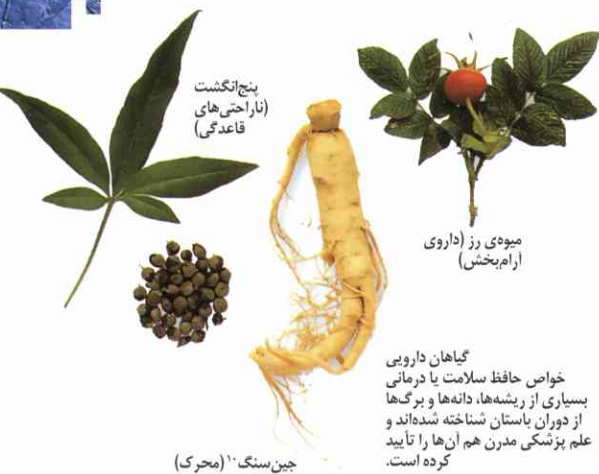 پنج‌انگشت
(ناراحتی‌های
قاعدگی)
میوه‌ی رز (داروی
آرام‌بخش)
گیاهان دارویی
خواص حافظ سلامت یا درمانی
بسیاری از ریشه‌ها، دانه‌ها و برگ‌ها
از دوران باستان شناخته شده‌اند و
علم پزشکی مدرن هم آن‌ها را تأیید
کرده است.
جین‌سنگ۱۰ (محرک)